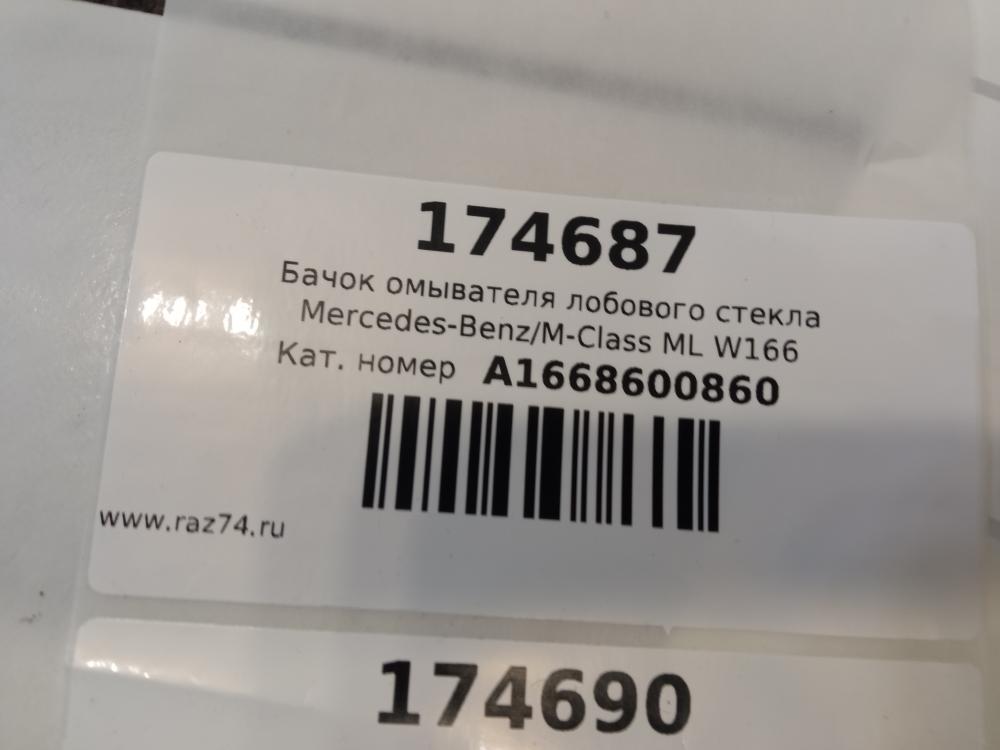 174687
Бачок омывателя лобового стекла
Mercedes-Benz/M-Class ML W166
Кат. номер A1668600860
www.raz74.ru
174690